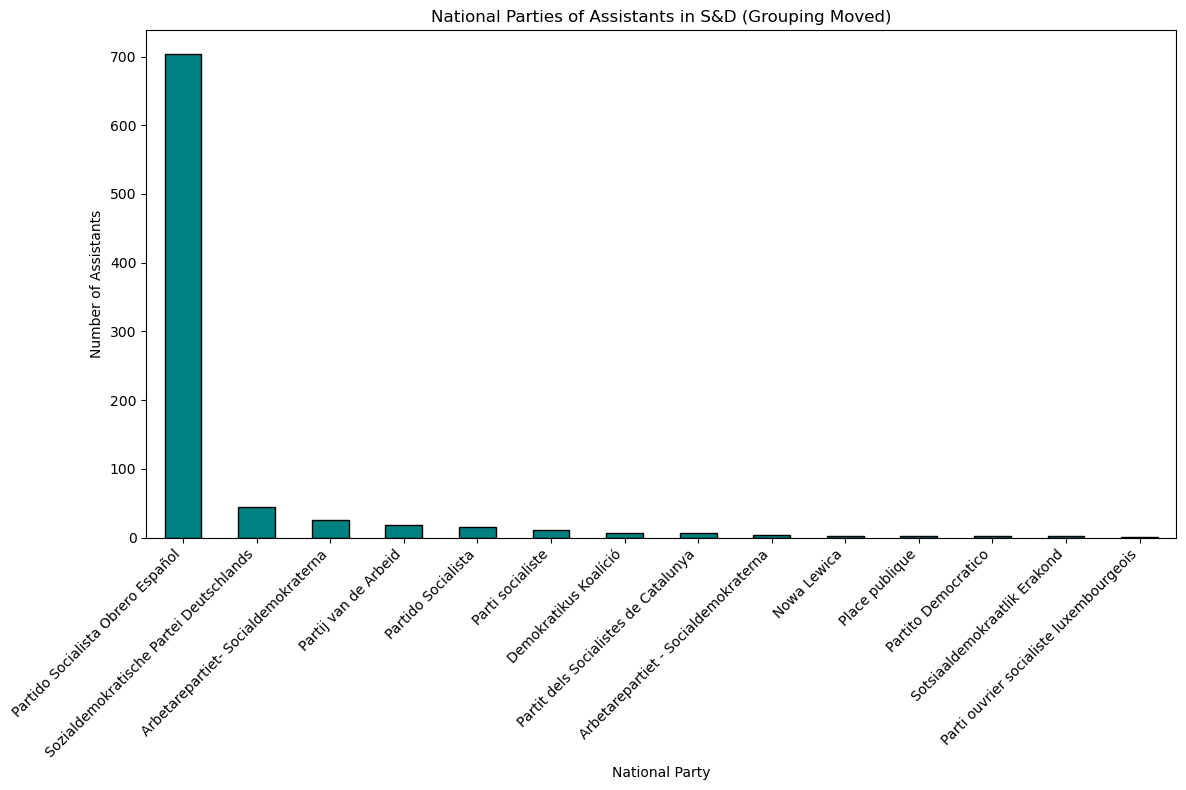 National Parties of Assistants in S&D (Grouping Moved)
Number of Assistants
700
600
500
400
300
200
100
0
Partido Socialista Obrero Español
Sozialdemokratische Partei Deutschlands
Arbetarepartiet- Socialdemokraterna
Partij van de Arbeid
Partido Socialista
Parti socialiste
Demokratikus Koalíció
Partit dels Socialistes de Catalunya
Arbetarepartiet - Socialdemokraterna
Nowa Lewica
Place publique
Partito Democratico
Sotsiaaldemokraatlik Erakond
Parti ouvrier socialiste luxembourgeois
National Party